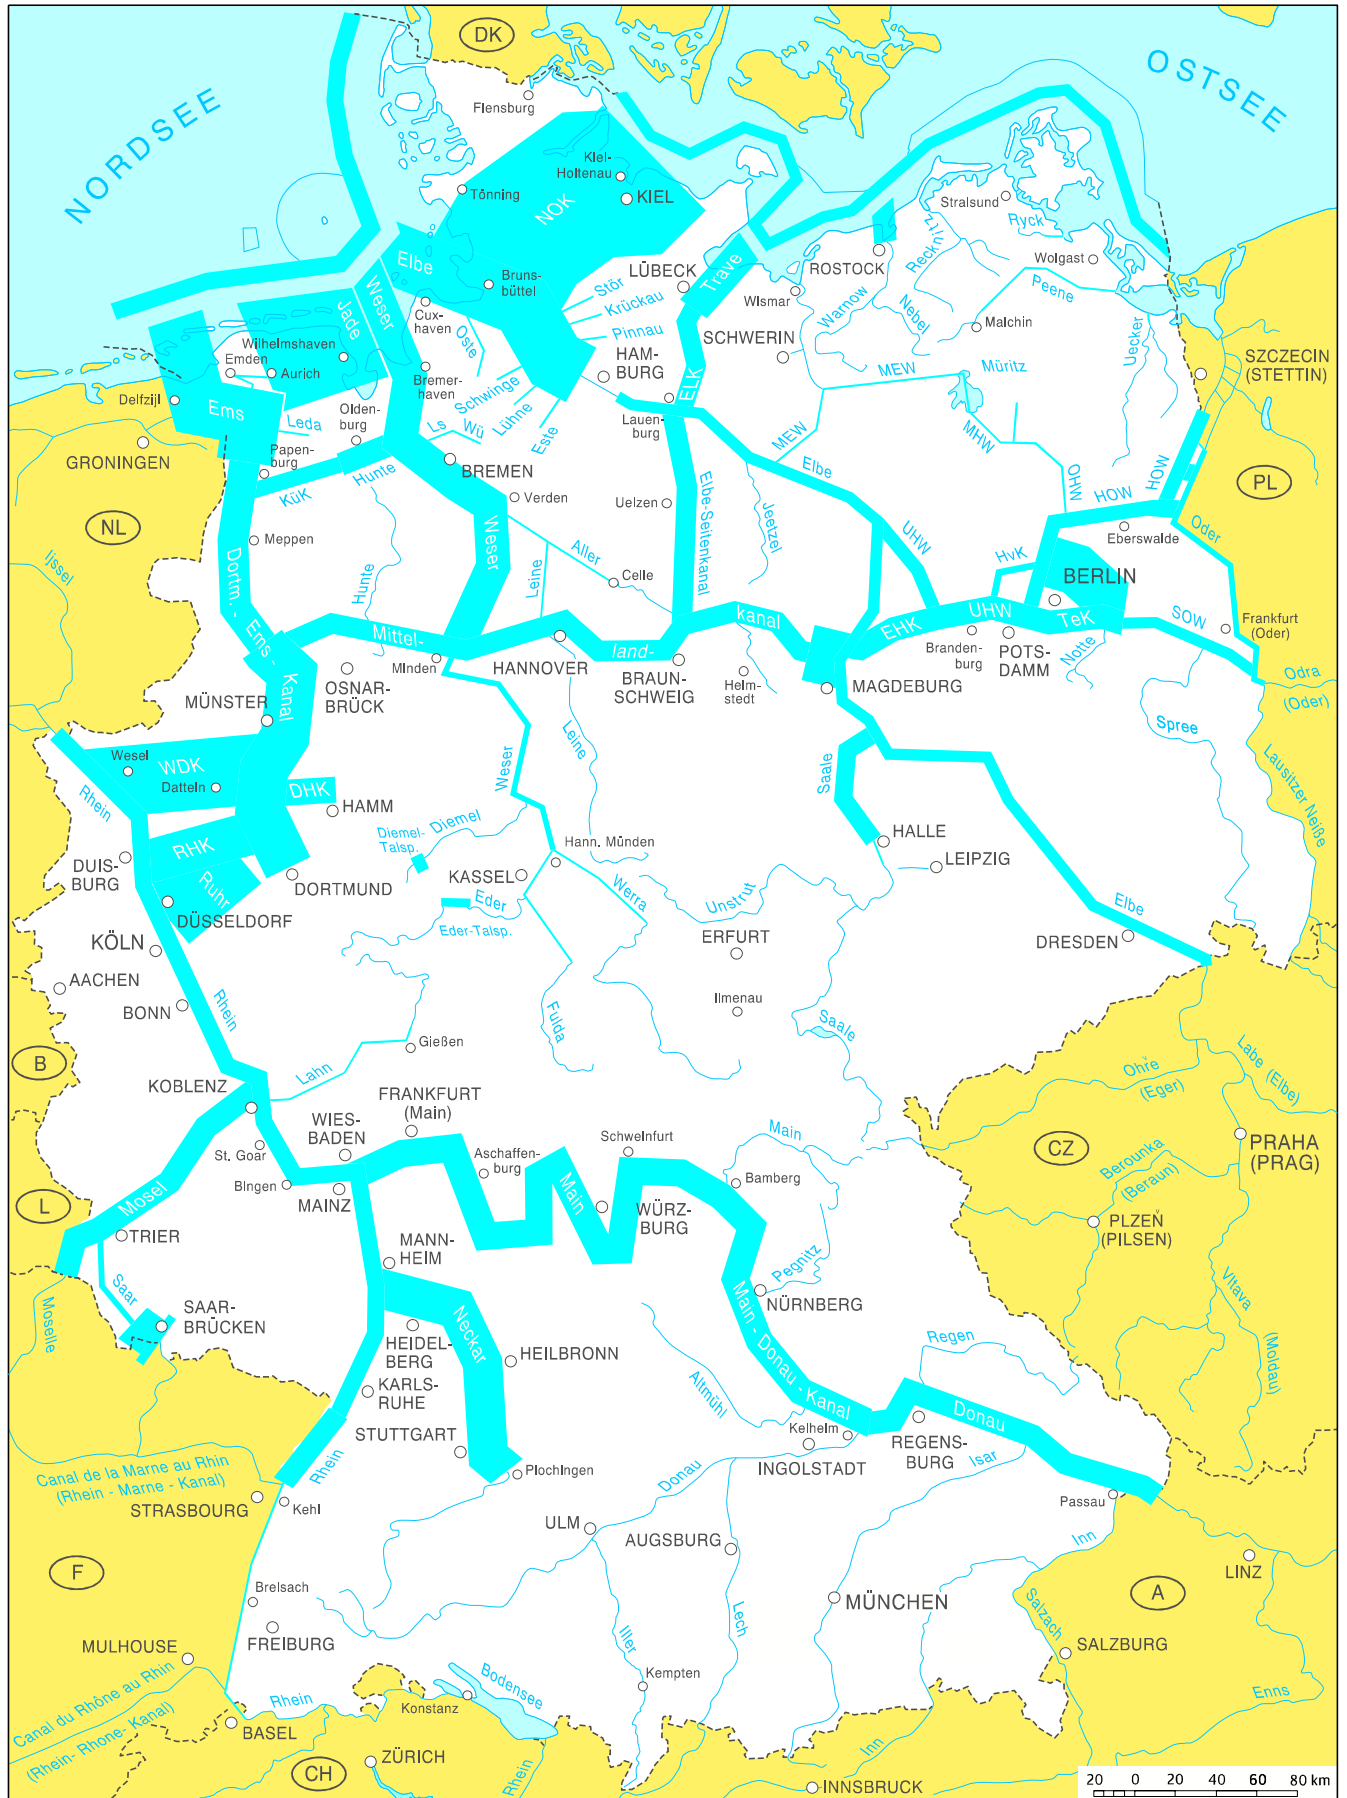 DK
NORDSEE
OSTSEE
Flensburg
Kiel-
Holtenau
KIEL
NOK
Tönning
Stralsund
Ryck
Recknitz
Wolgast
ROSTOCK
Elbe
Bruns-
büttel
Stör
Krückau
Pinnau
LÜBECK
Trave
Wismar
Warnow
Nebel
Peene
Malchin
Uecker
SCHWERIN
Weser
Jade
Cux-
haven
Oste
Wilhelmshaven
Emden
Aurich
Bremer-
haven
Schwinge
Lühne
Este
HAM-
BURG
ELK
MEW
Müritz
SZCZECIN
(STETTIN)
Delfzijl
Ems
Leda
Olden-
burg
Ls
Wü
Lauen-
burg
MEW
MHW
GRONINGEN
Papen-
burg
Hunte
KüK
BREMEN
Verden
Uelzen
Elbe
OHW
HOW
HOW
PL
NL
Meppen
Weser
Aller
Elbe-Seitenkanal
Jeetzel
UHW
Eberswalde
Oder
Ijssel
Dortm.-
Ems-
Kanal
Hunte
Leine
Celle
HvK
BERLIN
Mittel-
land-
kanal
EHK
UHW
TeK
SOW
Frankfurt
(Oder)
Minden
HANNOVER
BRAUN-
SCHWEIG
Helm-
stedt
MAGDEBURG
Branden-
burg
POTS-
DAMM
Notte
Odra
(Oder)
OSNAR-
BRÜCK
MÜNSTER
Spree
Lausitzer Neiße
Wesel
WDK
Datteln
DHK
HAMM
Rhein
Weser
Leine
Saale
RHK
Ruhr
DUIS-
BURG
DORTMUND
DÜSSELDORF
Diemel
Diemel-
Talsp.
Hann. Münden
KASSEL
Eder
Eder-Talsp.
Werra
Unstrut
HALLE
LEIPZIG
KÖLN
ERFURT
Elbe
DRESDEN
AACHEN
BONN
Rhein
Ilmenau
Fulda
Saale
B
Gießen
Lahn
KOBLENZ
Ohře
(Eger)
Labe (Elbe)
FRANKFURT
(Main)
WIES-
BADEN
St. Goar
Aschaffen-
burg
Schweinfurt
Main
Bamberg
CZ
Berounka
(Beraun)
PRAHA
(PRAG)
L
Mosel
Bingen
MAINZ
Main
WÜRZ-
BURG
PLZEŇ
(PILSEN)
TRIER
MANN-
HEIM
Pegnitz
NÜRNBERG
Vltava
(Moldau)
Moselle
Saar
SAAR-
BRÜCKEN
Neckar
HEIDEL-
BERG
HEILBRONN
Main - Donau - Kanal
Regen
Altmühl
KARLS-
RUHE
STUTTGART
Kelheim
INGOLSTADT
REGENS-
BURG
Donau
Isar
Canal de la Marne au Rhin
(Rhein - Marne - Kanal)
Rhein
Plochingen
Donau
Passau
STRASBOURG
Kehl
ULM
AUGSBURG
Inn
LINZ
F
A
Breisach
FREIBURG
Lech
MÜNCHEN
Salzach
MULHOUSE
Iller
SALZBURG
Kempten
Canal du Rhône au Rhin
(Rhein- Rhone- Kanal)
Rhein
Konstanz
Bodensee
Enns
BASEL
ZÜRICH
CH
Rhein
Inn
INNSBRUCK
20 0 20 40 60 80 km